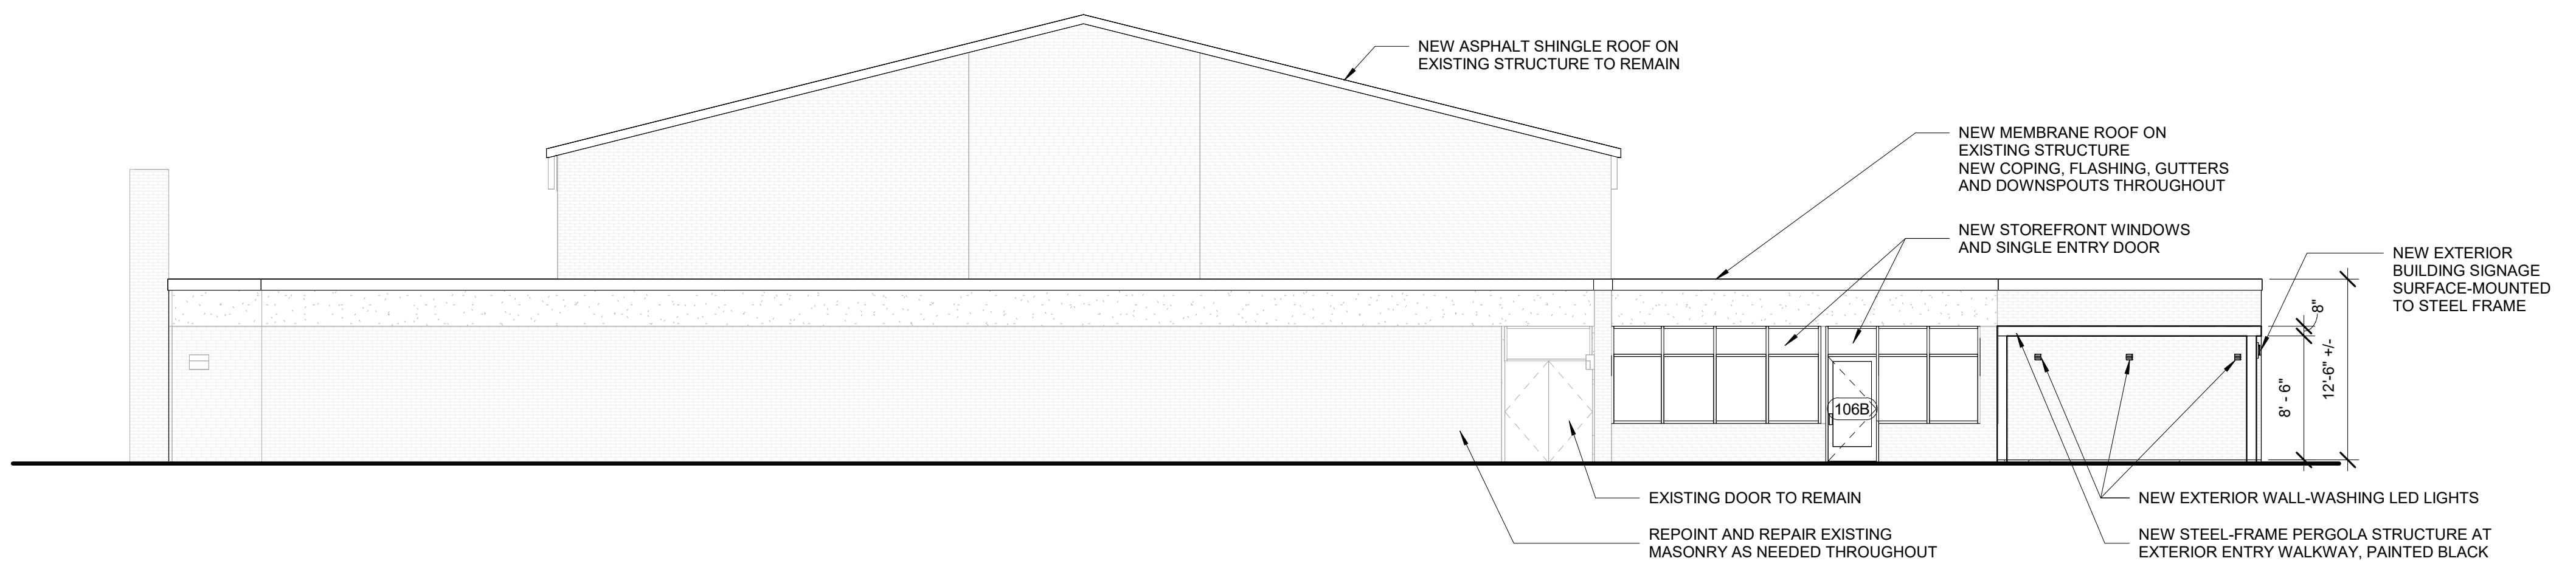 NEW ASPHALT SHINGLE ROOF ON
EXISTING STRUCTURE TO REMAIN
NEW MEMBRANE ROOF ON
EXISTING STRUCTURE
NEW COPING, FLASHING, GUTTERS
AND DOWNSPOUTS THROUGHOUT
NEW STOREFRONT WINDOWS
AND SINGLE ENTRY DOOR
NEW EXTERIOR
BUILDING SIGNAGE
SURFACE-MOUNTED
TO STEEL FRAME
8"
12'-6" +/-
8' - 6"
106B
EXISTING DOOR TO REMAIN
REPOINT AND REPAIR EXISTING
MASONRY AS NEEDED THROUGHOUT
NEW EXTERIOR WALL-WASHING LED LIGHTS
NEW STEEL-FRAME PERGOLA STRUCTURE AT
EXTERIOR ENTRY WALKWAY, PAINTED BLACK